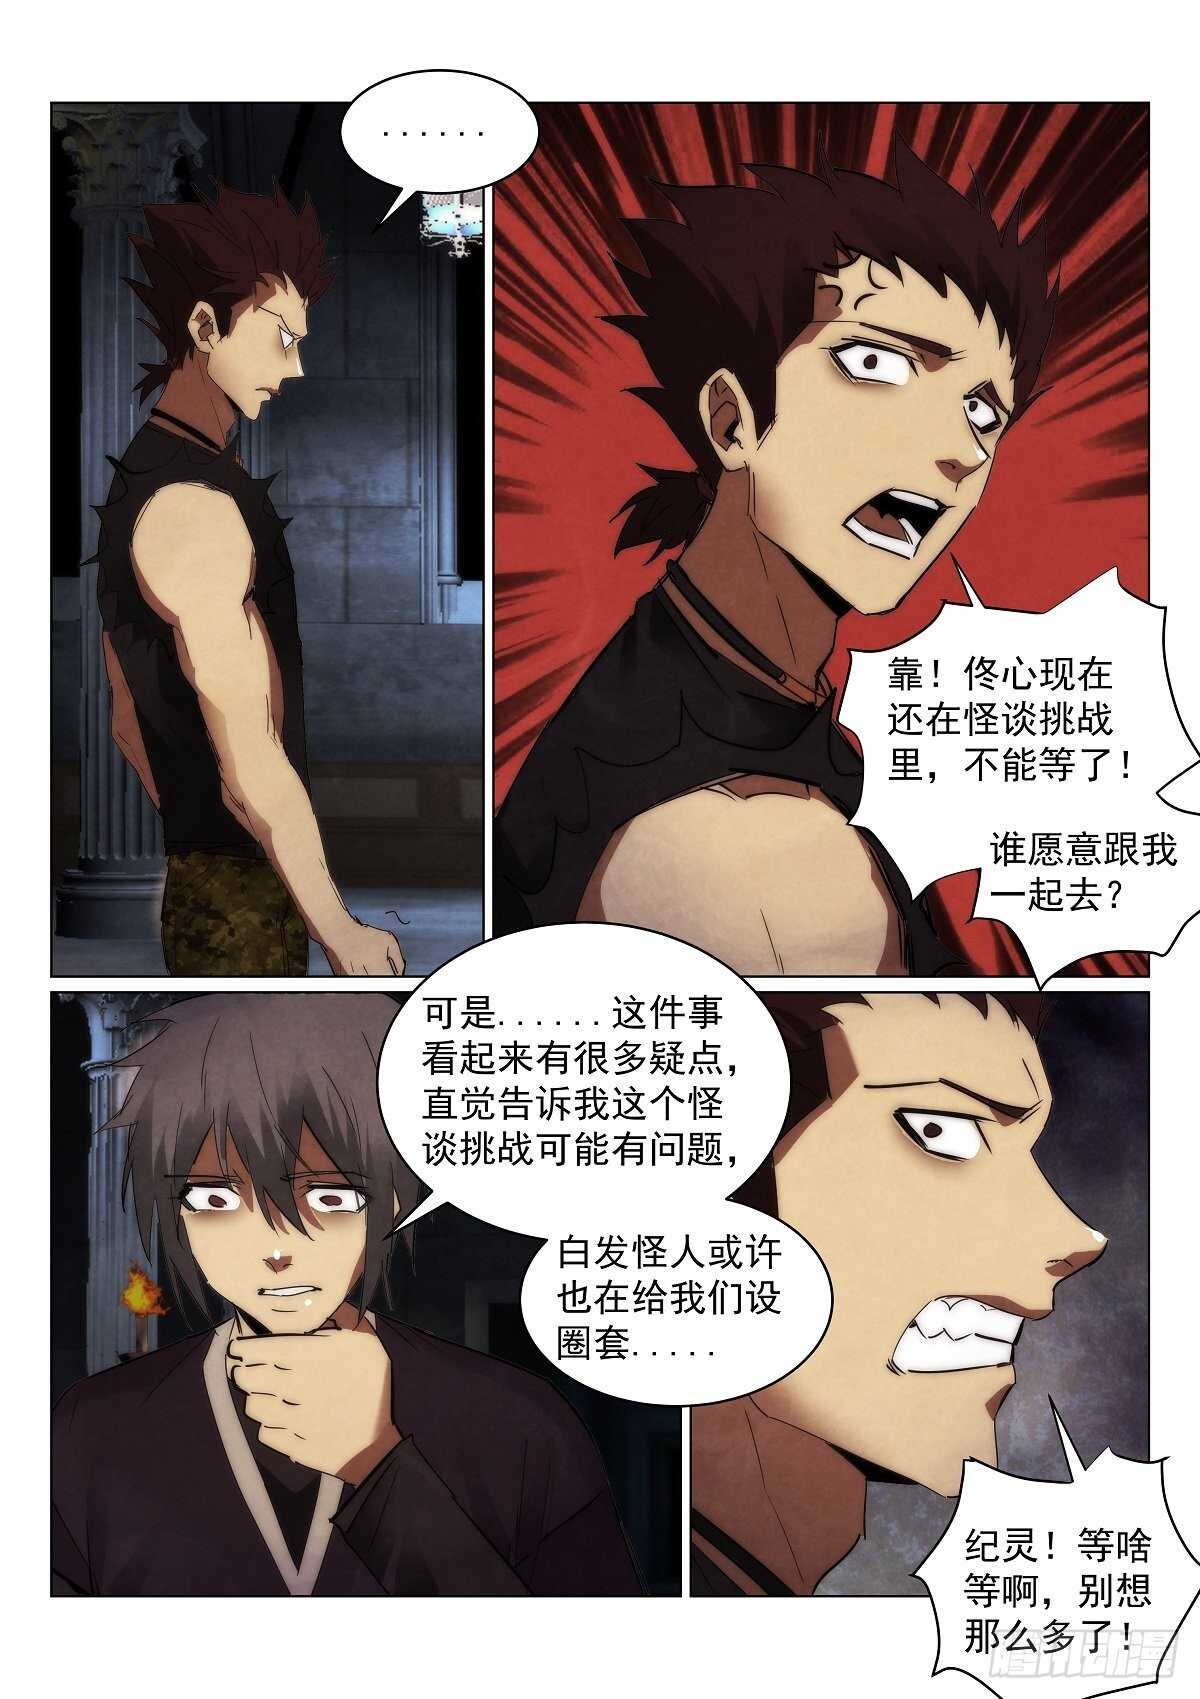 ......
靠！佟心现在
还在怪谈挑战
里，不能等了！
谁愿意跟我
一起去？
可是......这件事
看起来有很多疑点，
直觉告诉我这个怪
谈挑战可能有问题，
白发怪人或许
也在给我们设
圈套.....
纪灵！等啥
等啊，别想
那么多了！
腾讯动漫